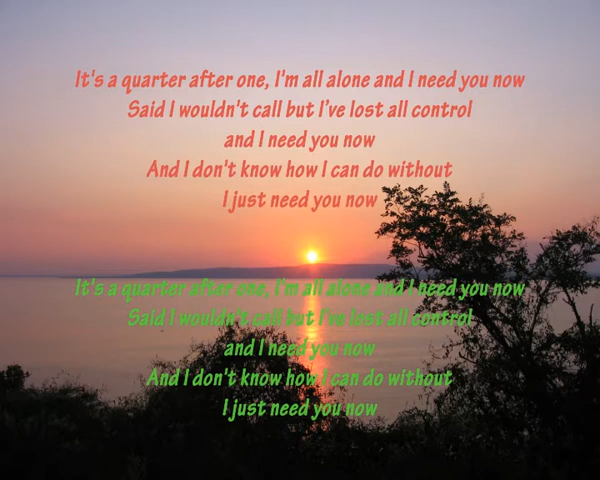 It's a quarter after one, I'm all alone and I need you now
Said I wouldn't call but I've lost all control
and I need you now
And I don't know how I can do without
I just need you now
It's a quarter after one, I'm all alone and I need you now
Said I wouldn't call but I've lost all control
and I need you now
And I don't know how I can do without
I just need you now